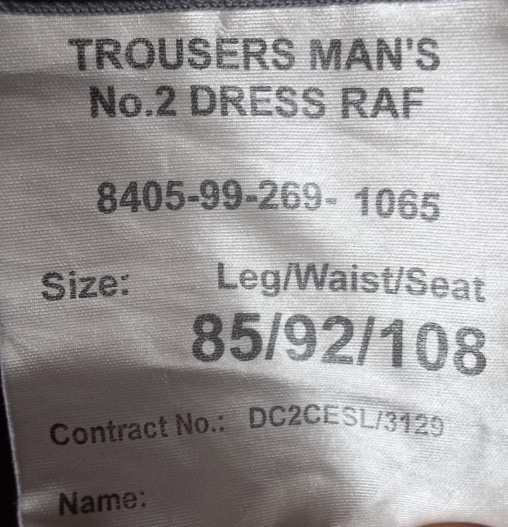 TROUSERS MAN'S
No.2 DRESS RAF
8405-99-269- 1065
Size: Leg/Waist/Seat
85/92/108
Contract No.: DC2CESL/3129
Name: